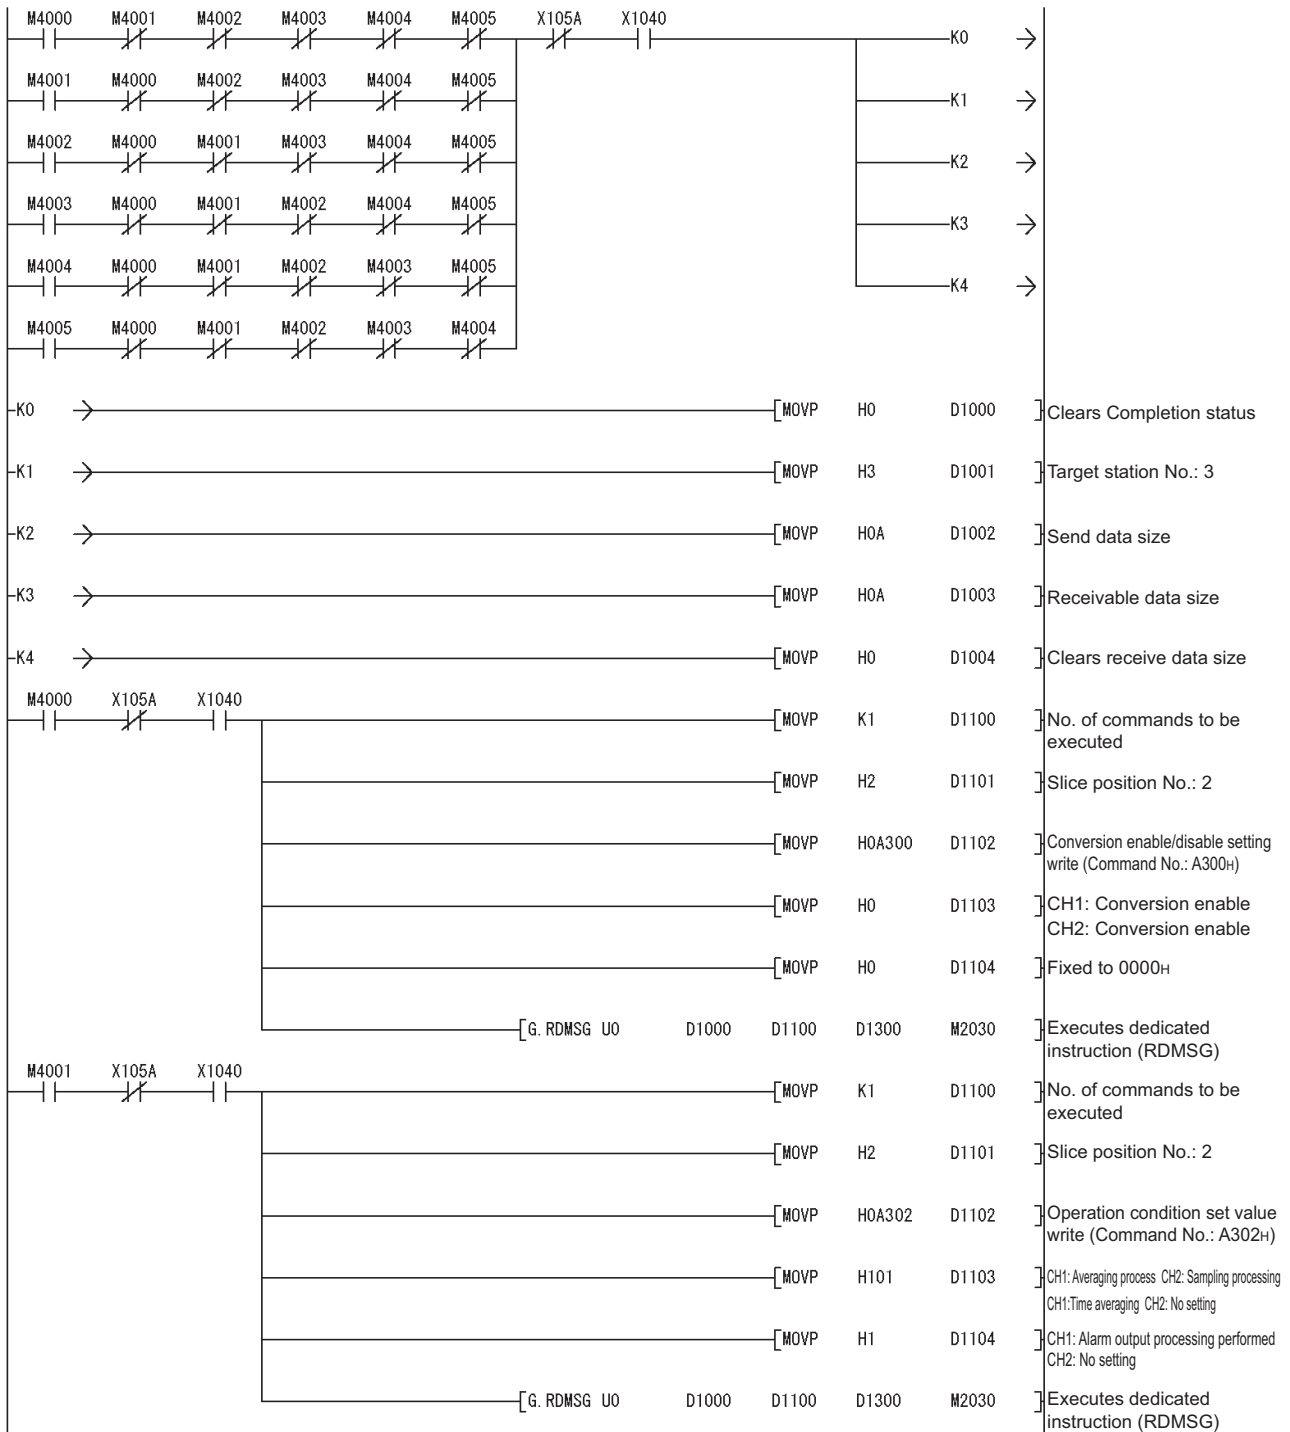 M4000 M4001 M4002 M4003 M4004 M4005 X105A X1040
K0
M4001 M4000 M4002 M4003 M4004 M4005
K1
M4002 M4000 M4001 M4003 M4004 M4005
K2
M4003 M4000 M4001 M4002 M4004 M4005
K3
M4004 M4000 M4001 M4002 M4003 M4005
K4
M4005 M4000 M4001 M4002 M4003 M4004
K0 [MOVP H0 D1000 ] Clears Completion status
K1 [MOVP H3 D1001 ] Target station No.: 3
K2 [MOVP H0A D1002 ] Send data size
K3 [MOVP H0A D1003 ] Receivable data size
K4 [MOVP H0 D1004 ] Clears receive data size
M4000 X105A X1040
[MOVP K1 D1100 ] No. of commands to be
executed
[MOVP H2 D1101 ] Slice position No.: 2
[MOVP H0A300 D1102 ] Conversion enable/disable setting
write (Command No.: A300H)
[MOVP H0 D1103 ] CH1: Conversion enable
CH2: Conversion enable
[MOVP H0 D1104 ] Fixed to 0000H
[G.RDMSG U0 D1000 D1100 D1300 M2030 ] Executes dedicated
instruction (RDMSG)
M4001 X105A X1040
[MOVP K1 D1100 ] No. of commands to be
executed
[MOVP H2 D1101 ] Slice position No.: 2
[MOVP H0A302 D1102 ] Operation condition set value
write (Command No.: A302H)
[MOVP H101 D1103 ] CH1: Averaging process CH2: Sampling processing
CH1:Time averaging CH2: No setting
[MOVP H1 D1104 ] CH1: Alarm output processing performed
CH2: No setting
[G.RDMSG U0 D1000 D1100 D1300 M2030 ] Executes dedicated
instruction (RDMSG)